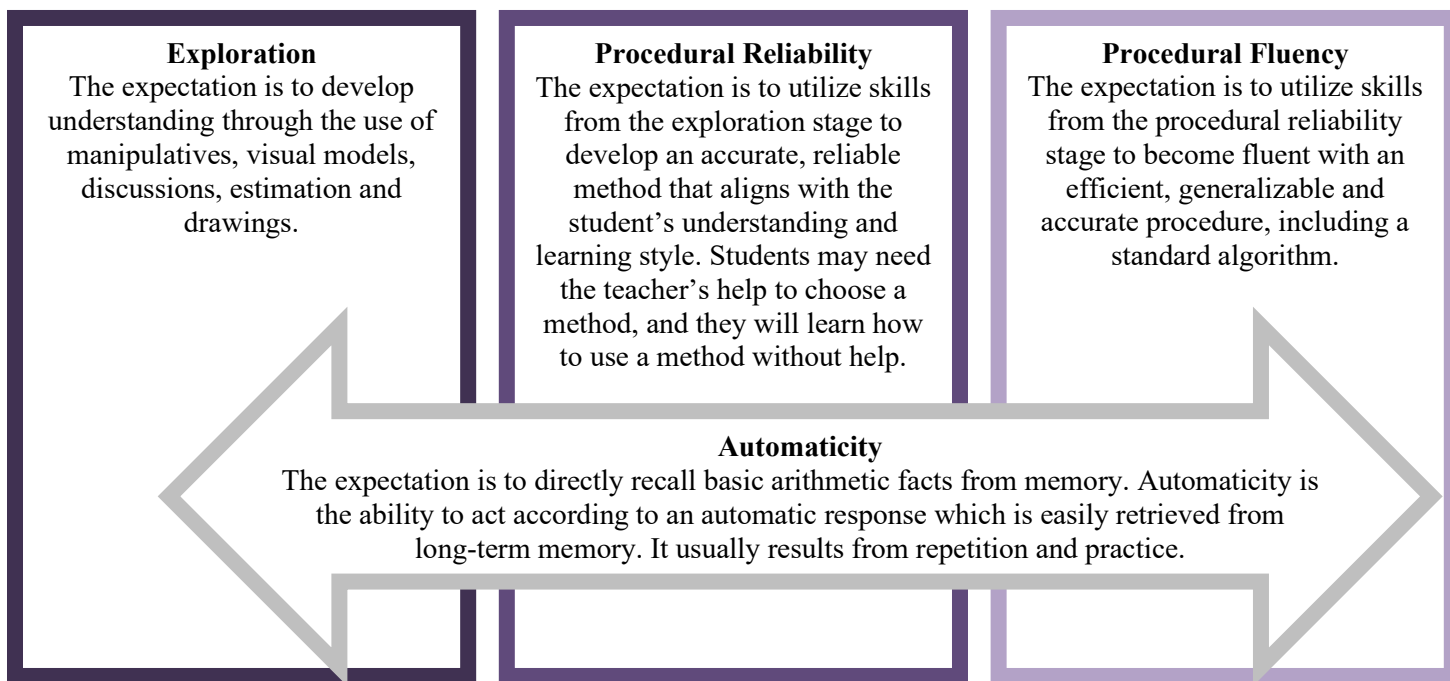 Exploration
The expectation is to develop
understanding through the use of
manipulatives, visual models,
discussions, estimation and
drawings.
Procedural Reliability
The expectation is to utilize skills
from the exploration stage to
develop an accurate, reliable
method that aligns with the
student’s understanding and
learning style. Students may need
the teacher’s help to choose a
method, and they will learn how
to use a method without help.
Procedural Fluency
The expectation is to utilize skills
from the procedural reliability
stage to become fluent with an
efficient, generalizable and
accurate procedure, including a
standard algorithm.
Automaticity
The expectation is to directly recall basic arithmetic facts from memory. Automaticity is
the ability to act according to an automatic response which is easily retrieved from
long-term memory. It usually results from repetition and practice.